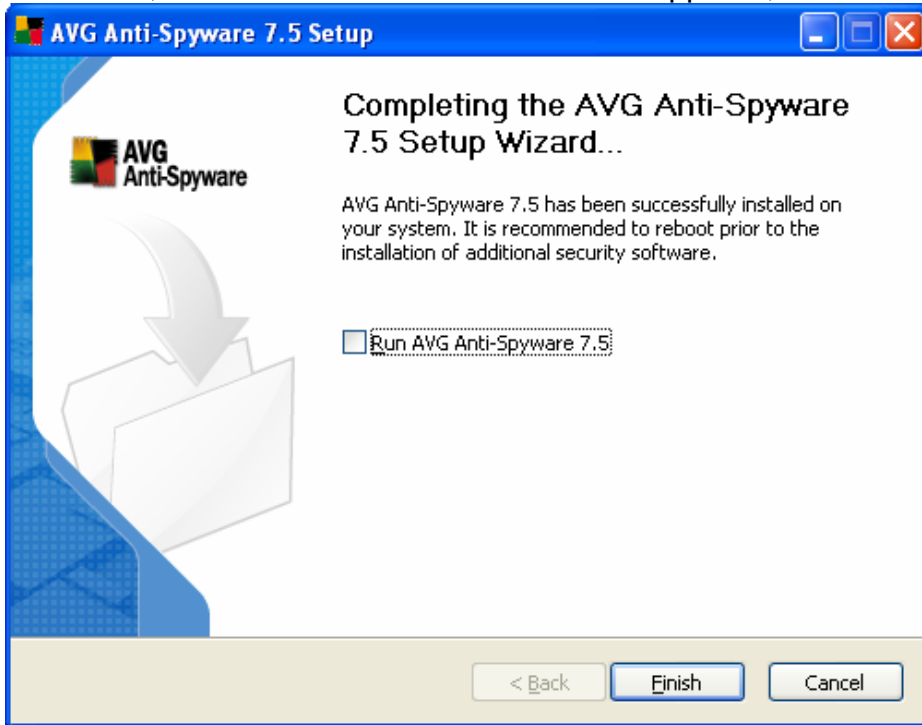 AVG Anti-Spyware 7.5 Setup
AVG
Anti-Spyware
Completing the AVG Anti-Spyware
7.5 Setup Wizard...
AVG Anti-Spyware 7.5 has been successfully installed on
your system. It is recommended to reboot prior to the
installation of additional security software.
Run AVG Anti-Spyware 7.5
< Back
Finish
Cancel